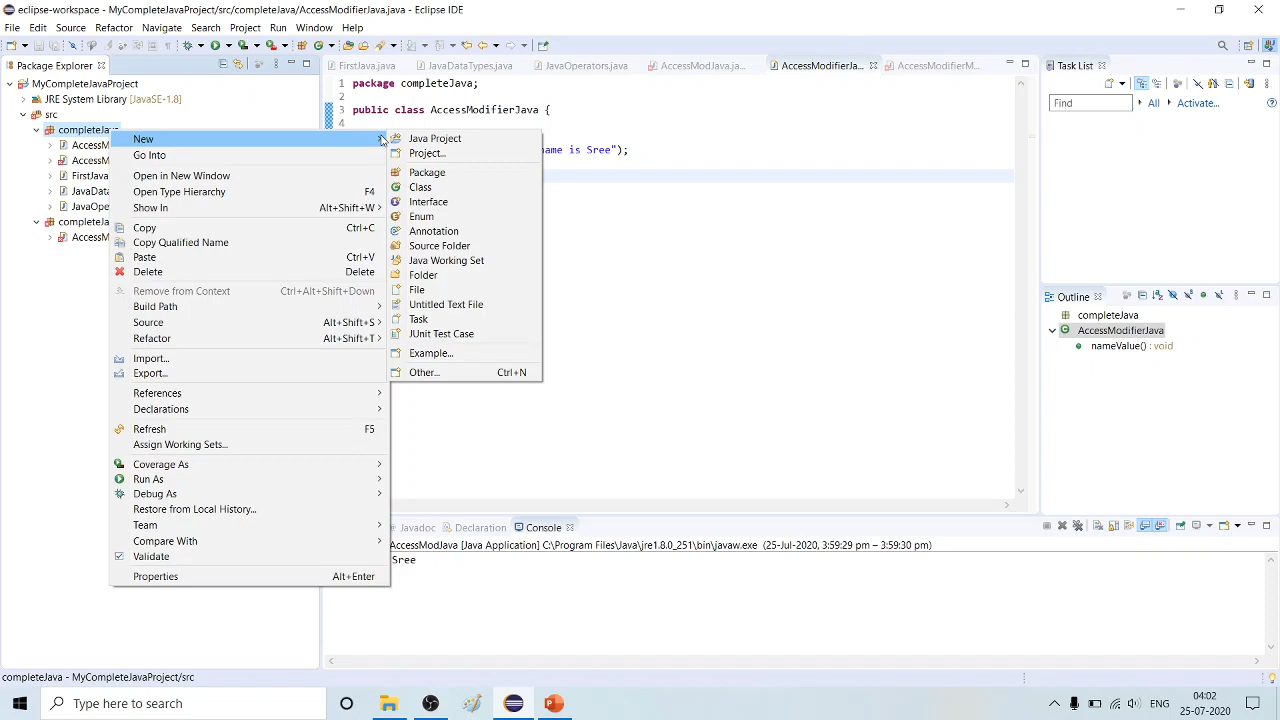 eclipse-workspace - MyCompleteJavaProject/src/completeJava/AccessModifierJava.java - Eclipse IDE
File Edit Source Refactor Navigate Search Project Run Window Help
Package Explorer
FirstJava.java
JavaDataTypes.java
JavaOperators.java
AccessModJava.ja...
AccessModifierJa...
AccessModifierM...
MyCompleteJavaProject
JRE System Library [JavaSE-1.8]
src
completeJava
AccessM
AccessM
FirstJava
JavaData
JavaOpe
completeJa
AccessM
1 package completeJava;
2
3 public class AccessModifierJava {
4
name is Sree");
New
Go Into
Open in New Window
Open Type Hierarchy F4
Show In Alt+Shift+W
Copy Ctrl+C
Copy Qualified Name
Paste Ctrl+V
Delete Delete
Remove from Context Ctrl+Alt+Shift+Down
Build Path
Source Alt+Shift+S
Refactor Alt+Shift+T
Import...
Export...
References
Declarations
Refresh F5
Assign Working Sets...
Coverage As
Run As
Debug As
Restore from Local History...
Team
Compare With
Validate
Properties Alt+Enter
Java Project
Project...
Package
Class
Interface
Enum
Annotation
Source Folder
Java Working Set
Folder
File
Untitled Text File
Task
JUnit Test Case
Example...
Other... Ctrl+N
Task List
Find All Activate...
Outline
completeJava
AccessModifierJava
nameValue() : void
Javadoc Declaration Console
AccessModJava [Java Application] C:\Program Files\Java\jre1.8.0_251\bin\javaw.exe (25-Jul-2020, 3:59:29 pm – 3:59:30 pm)
Sree
completeJava - MyCompleteJavaProject/src
Type here to search
ENG
04:02
25-07-2020